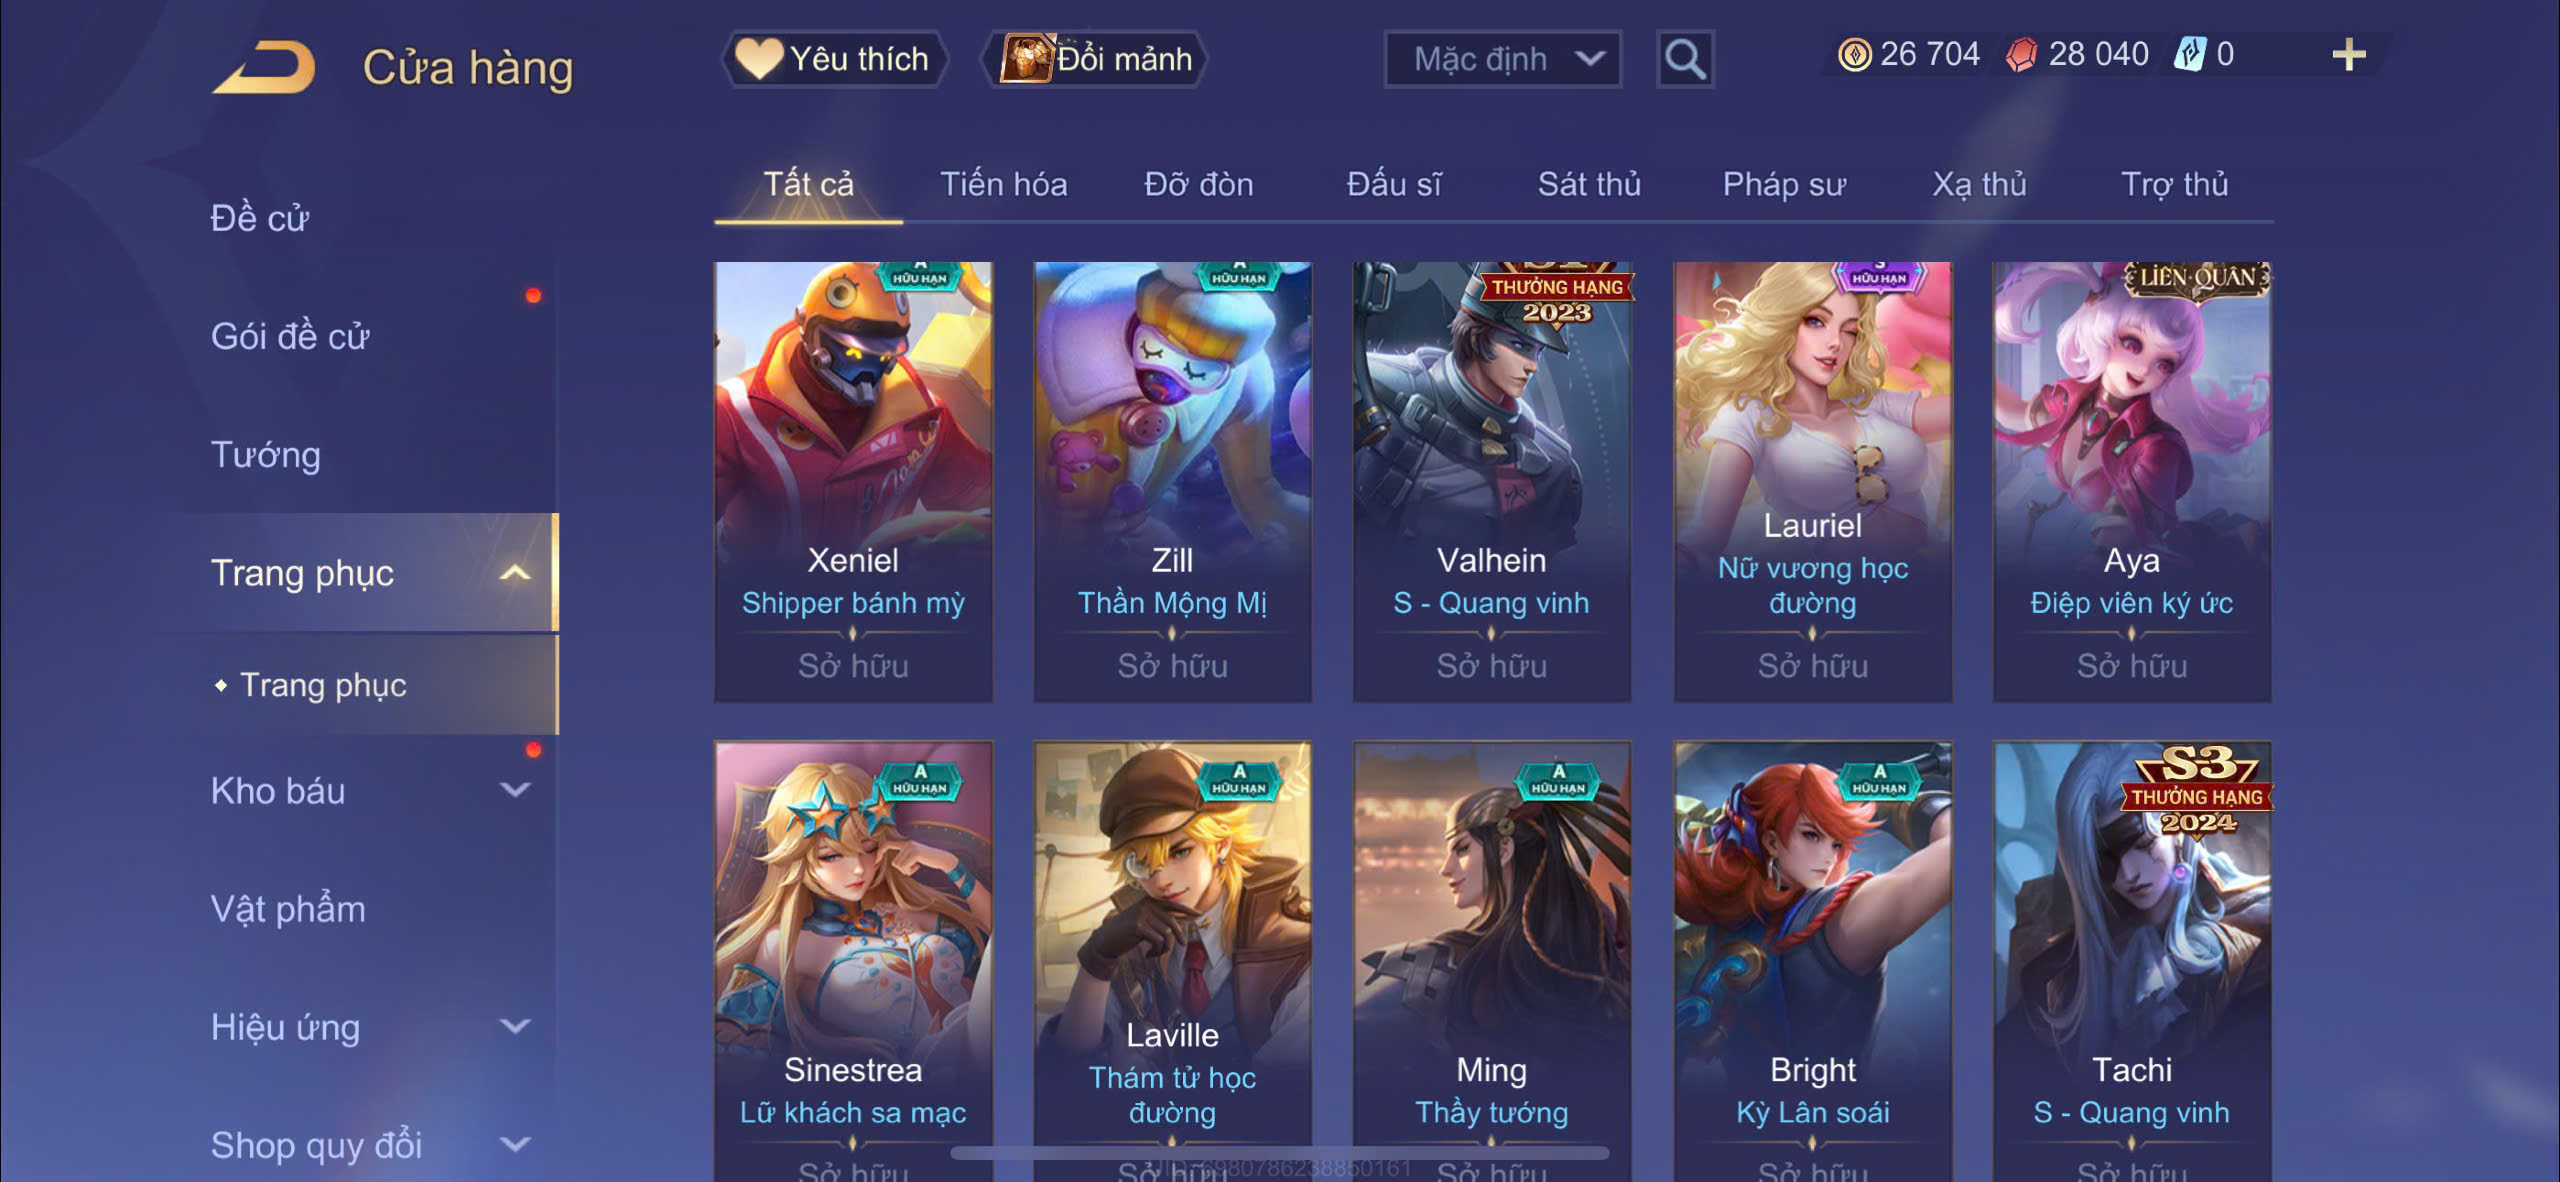 Cửa hàng
Yêu thích
Đổi mảnh
Mặc định
26 704
28 040
0
Đề cử
Gói đề cử
Tướng
Trang phục
Trang phục
Kho báu
Vật phẩm
Hiệu ứng
Shop quy đổi
Tất cả
Tiến hóa
Đỡ đòn
Đấu sĩ
Sát thủ
Pháp sư
Xạ thủ
Trợ thủ
A
HỮU HẠN
Xeniel
Shipper bánh mỳ
Sở hữu
A
HỮU HẠN
Zill
Thần Mộng Mị
Sở hữu
THƯỞNG HẠNG
2023
Valhein
S - Quang vinh
Sở hữu
S
HỮU HẠN
Lauriel
Nữ vương học
đường
Sở hữu
LIÊN QUÂN
Aya
Điệp viên ký ức
Sở hữu
A
HỮU HẠN
Sinestrea
Lữ khách sa mạc
Sở hữu
A
HỮU HẠN
Laville
Thám tử học
đường
Sở hữu
A
HỮU HẠN
Ming
Thầy tướng
Sở hữu
A
HỮU HẠN
Bright
Kỳ Lân soái
Sở hữu
S-3
THƯỞNG HẠNG
2024
Tachi
S - Quang vinh
Sở hữu